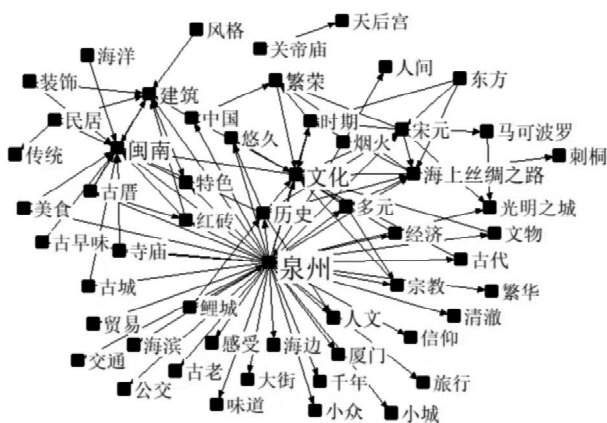 天后宫
风格
关帝庙
海洋
人间
装饰
繁荣
东方
建筑
中国
时期
宋元
民居
悠久
烟火
马可波罗
传统
闽南
刺桐
文化
海上丝绸之路
古厝
特色
美食
红砖
历史
多元
光明之城
古早味
寺庙
经济
文物
泉州
古代
古城
宗教
繁华
鲤城
贸易
人文
清澈
交通
海滨
感受
海边
信仰
厦门
公交
古老
大街
千年
旅行
味道
小众
小城